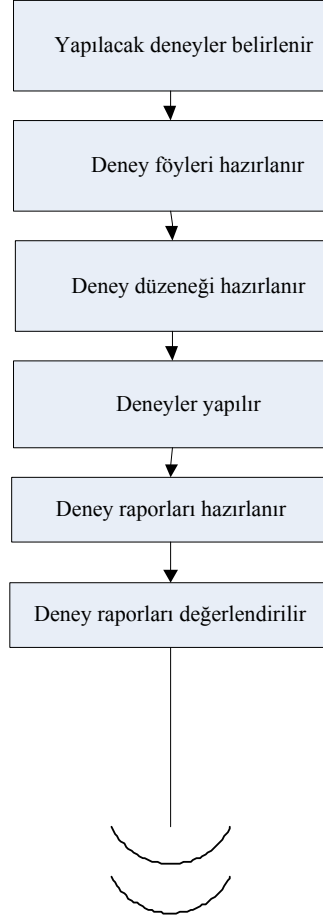 Yapılacak deneyler belirlenir
Deney föyleri hazırlanır
Deney düzeneği hazırlanır
Deneyler yapılır
Deney raporları hazırlanır
Deney raporları değerlendirilir